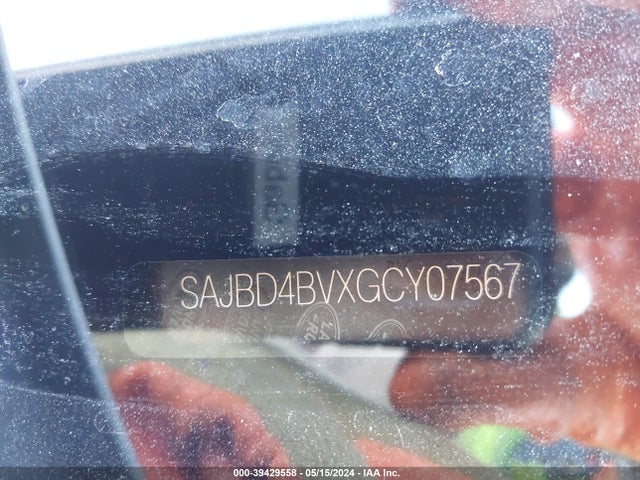 SAJBD4BVXGCY07567
000-39429558 - 05/15/2024 - IAA Inc.